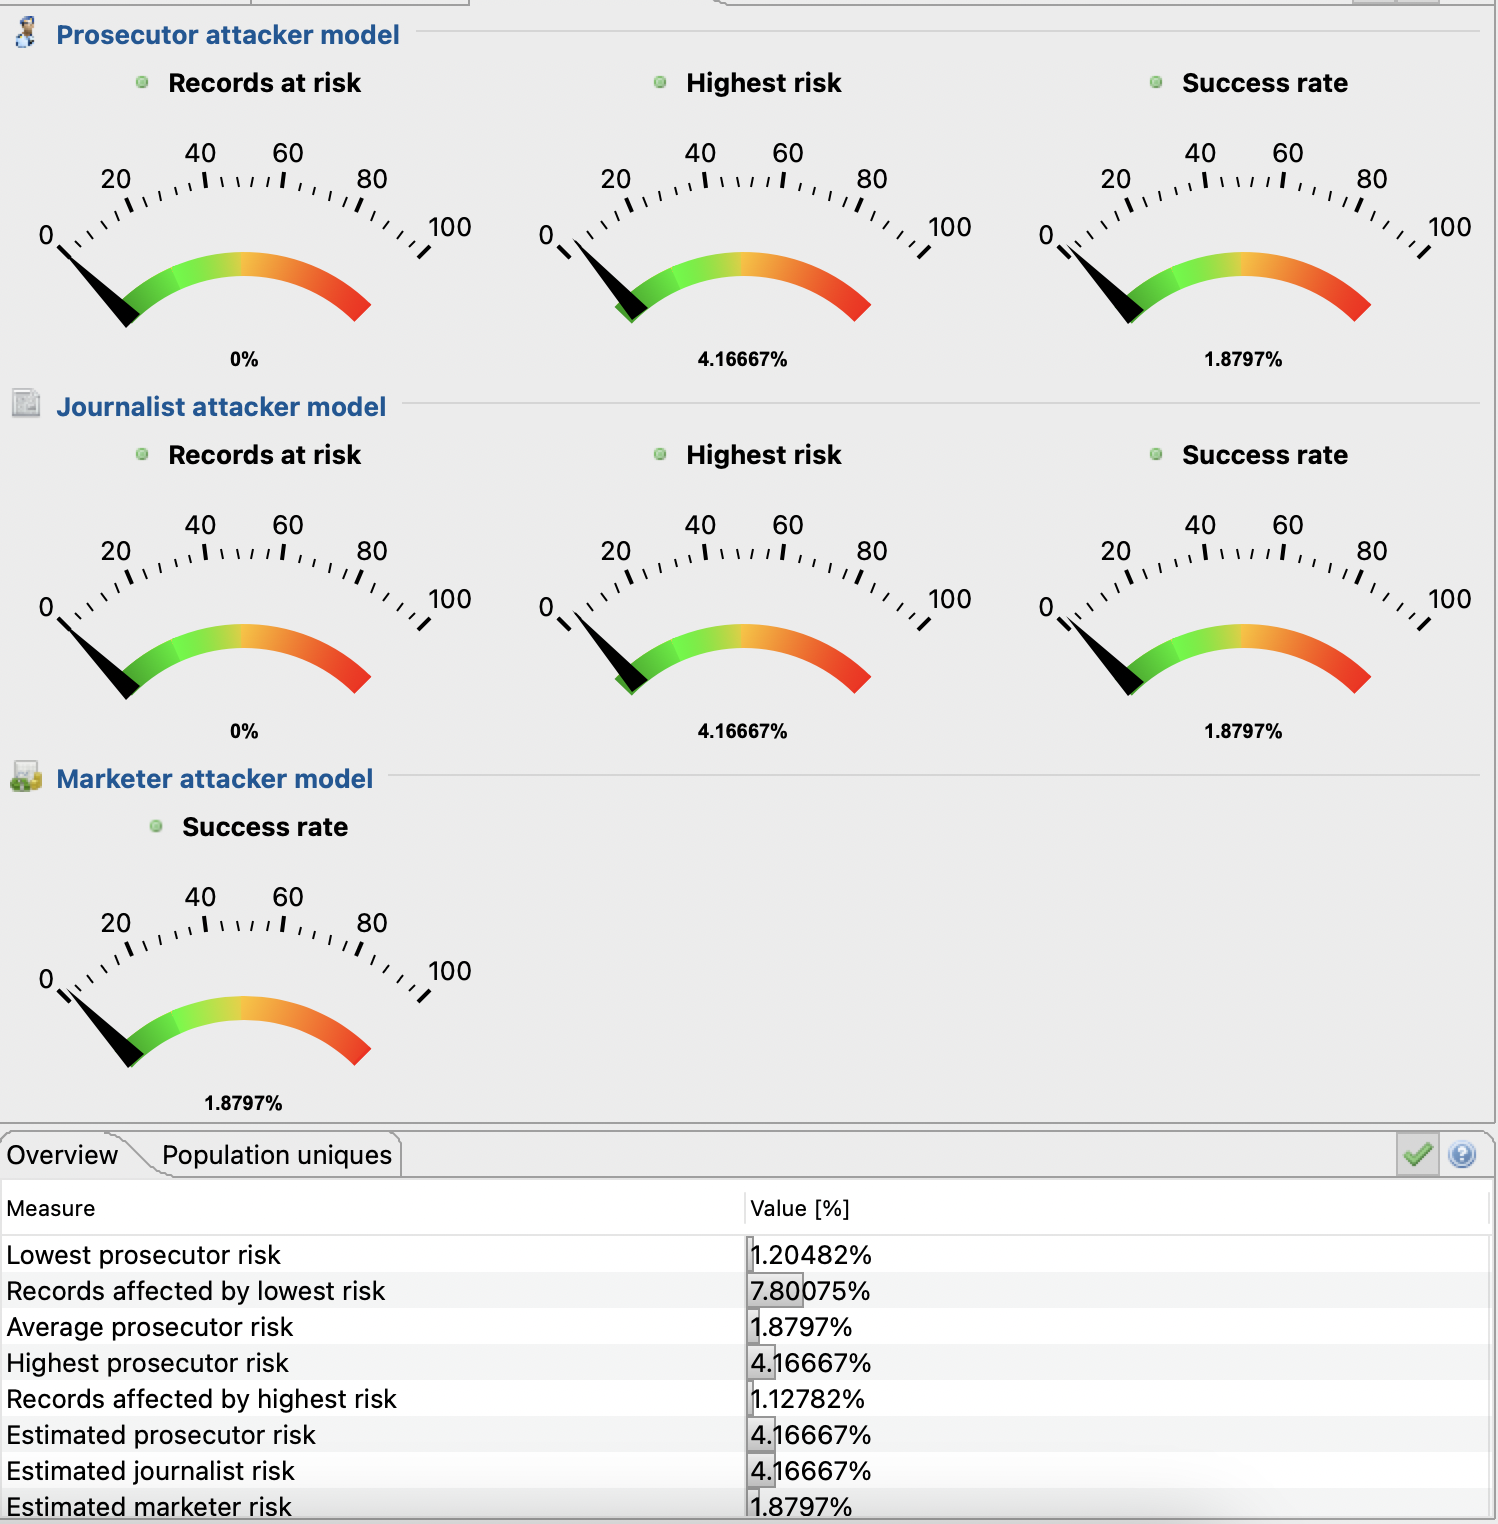 Prosecutor attacker model
Records at risk Highest risk Success rate
0 20 40 60 80 100 0 20 40 60 80 100 0 20 40 60 80 100
0% 4.16667% 1.8797%
Journalist attacker model
Records at risk Highest risk Success rate
0 20 40 60 80 100 0 20 40 60 80 100 0 20 40 60 80 100
0% 4.16667% 1.8797%
Marketer attacker model
Success rate
0 20 40 60 80 100
1.8797%
Overview Population uniques
Measure Value [%]
Lowest prosecutor risk 1.20482%
Records affected by lowest risk 7.80075%
Average prosecutor risk 1.8797%
Highest prosecutor risk 4.16667%
Records affected by highest risk 1.12782%
Estimated prosecutor risk 4.16667%
Estimated journalist risk 4.16667%
Estimated marketer risk 1.8797%